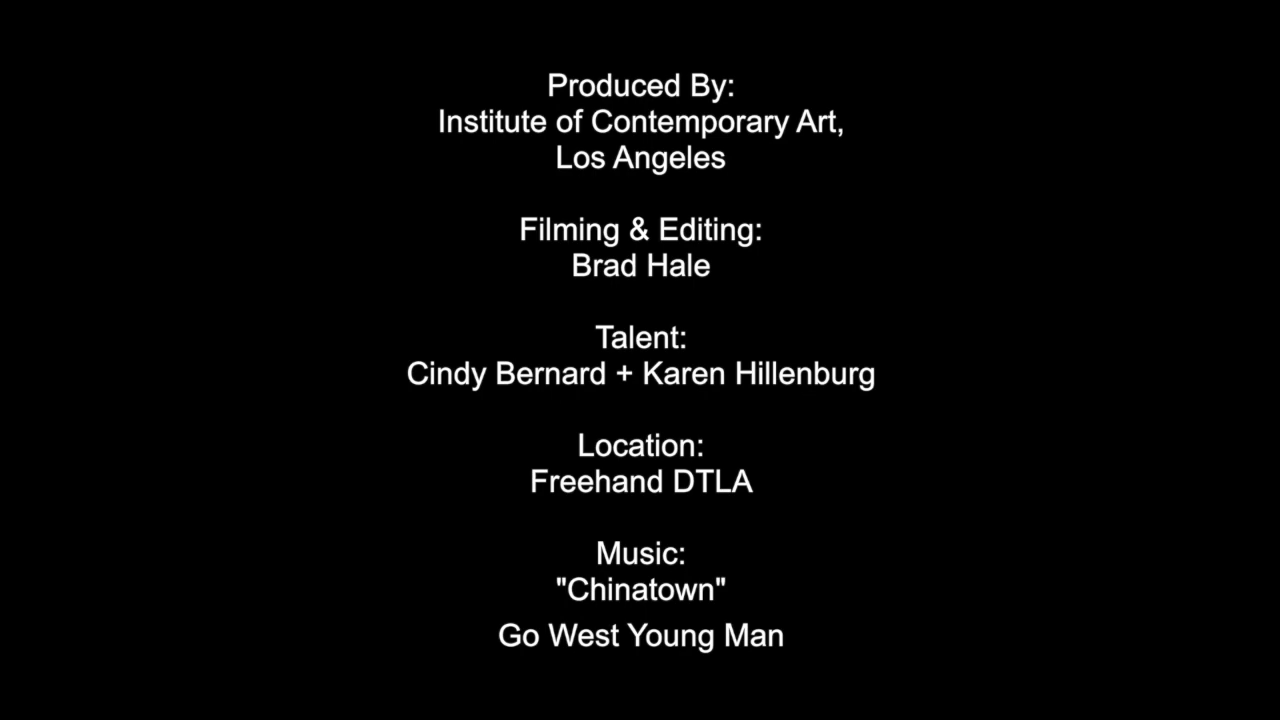 Produced By:
Institute of Contemporary Art,
Los Angeles
Filming & Editing:
Brad Hale
Talent:
Cindy Bernard + Karen Hillenburg
Location:
Freehand DTLA
Music:
"Chinatown"
Go West Young Man